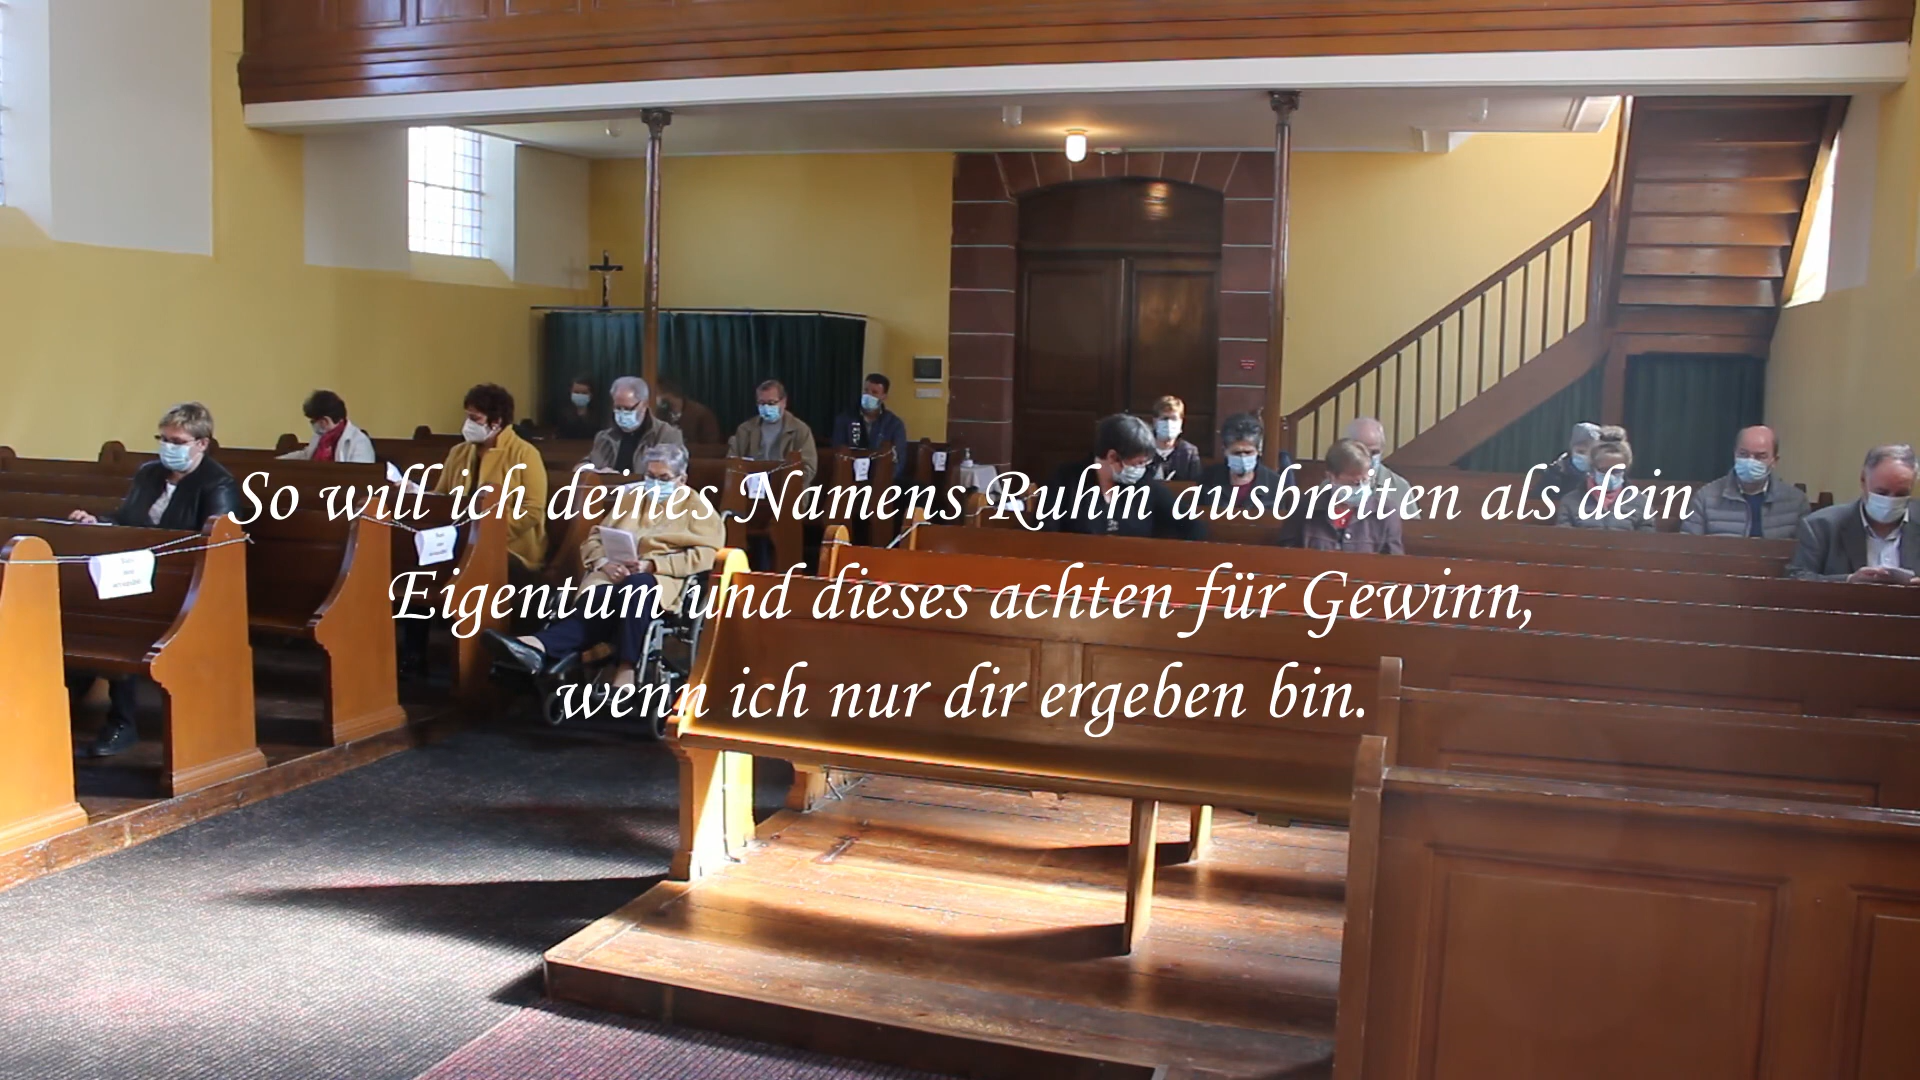 So will ich deines Namens Ruhm ausbreiten als dein
Eigentum und dieses achten für Gewinn,
wenn ich nur dir ergeben bin.